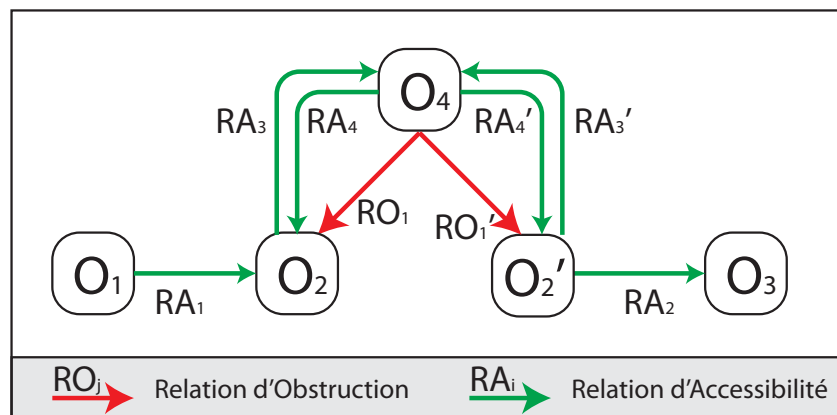 O4
RA3 RA4 RA4′ RA3′
RO1 RO1′
O1 O2 O2′ O3
RA1 RA2
ROj Relation d'Obstruction RAi Relation d'Accessibilité